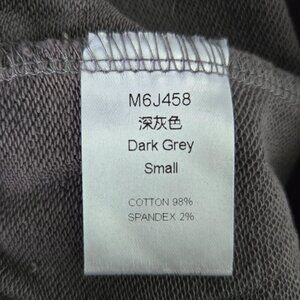 M6J458
深灰色
Dark Grey
Small
COTTON 98%
SPANDEX 2%